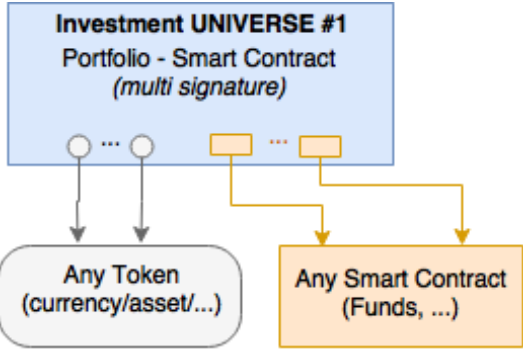 Investment UNIVERSE #1
Portfolio - Smart Contract
(multi signature)
... ...
Any Token
(currency/asset/...)
Any Smart Contract
(Funds, ...)